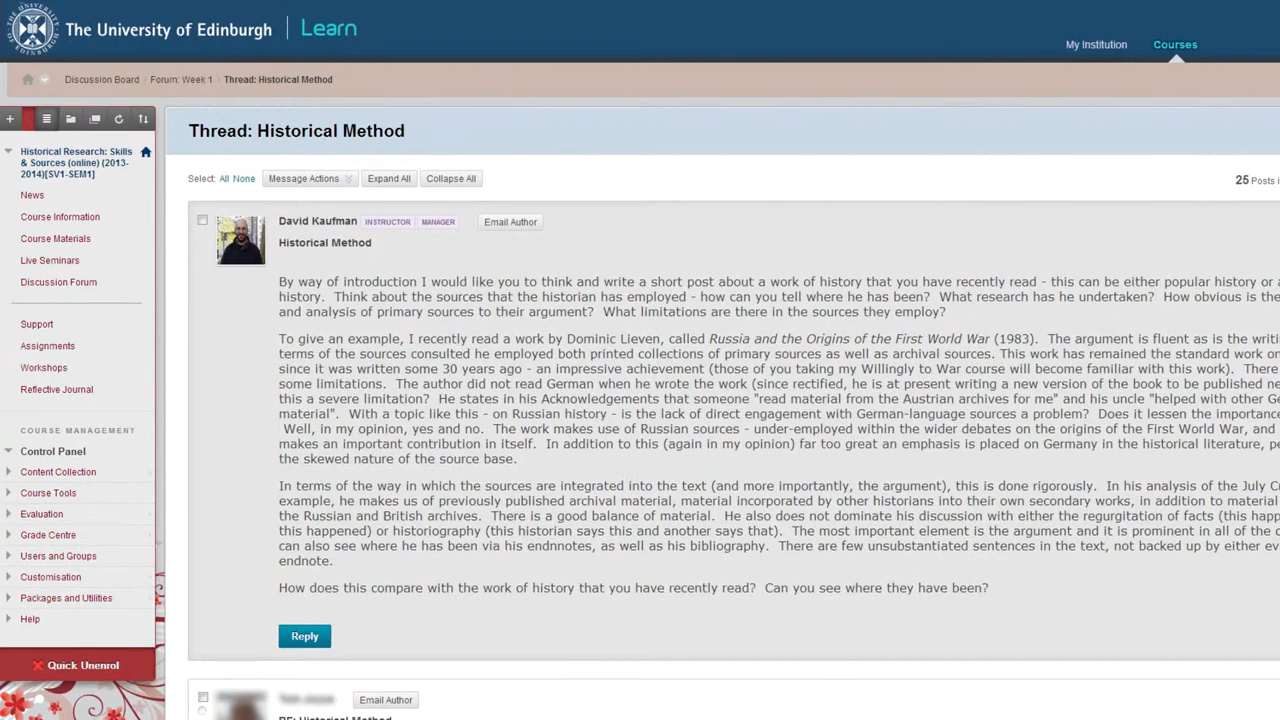 The University of Edinburgh
Learn
My Institution
Courses
Discussion Board
Forum: Week 1
Thread: Historical Method
Historical Research: Skills
& Sources (online) (2013-
2014)[SV1-SEM1]
News
Course Information
Course Materials
Live Seminars
Discussion Forum
Support
Assignments
Workshops
Reflective Journal
COURSE MANAGEMENT
Control Panel
Content Collection
Course Tools
Evaluation
Grade Centre
Users and Groups
Customisation
Packages and Utilities
Help
Quick Unenrol
Thread: Historical Method
Select: All None
Message Actions
Expand All
Collapse All
25 Posts i
David Kaufman INSTRUCTOR MANAGER
Email Author
Historical Method
By way of introduction I would like you to think and write a short post about a work of history that you have recently read - this can be either popular history or a
history. Think about the sources that the historian has employed - how can you tell where he has been? What research has he undertaken? How obvious is the
and analysis of primary sources to their argument? What limitations are there in the sources they employ?
To give an example, I recently read a work by Dominic Lieven, called Russia and the Origins of the First World War (1983). The argument is fluent as is the writi
terms of the sources consulted he employed both printed collections of primary sources as well as archival sources. This work has remained the standard work on
since it was written some 30 years ago - an impressive achievement (those of you taking my Willingly to War course will become familiar with this work). Ther
some limitations. The author did not read German when he wrote the work (since rectified, he is at present writing a new version of the book to be published ne
this a severe limitation? He states in his Acknowledgements that someone "read material from the Austrian archives for me" and his uncle "helped with other Ge
material". With a topic like this - on Russian history - is the lack of direct engagement with German-language sources a problem? Does it lessen the importance
Well, in my opinion, yes and no. The work makes use of Russian sources - under-employed within the wider debates on the origins of the First World War, and
makes an important contribution in itself. In addition to this (again in my opinion) far too great an emphasis is placed on Germany in the historical literature, pe
the skewed nature of the source base.
In terms of the way in which the sources are integrated into the text (and more importantly, the argument), this is done rigorously. In his analysis of the July C
example, he makes us of previously published archival material, material incorporated by other historians into their own secondary works, in addition to material
the Russian and British archives. There is a good balance of material. He also does not dominate his discussion with either the regurgitation of facts (this happ
this happened) or historiography (this historian says this and another says that). The most important element is the argument and it is prominent in all of the
can also see where he has been via his endnnotes, as well as his bibliography. There are few unsubstantiated sentences in the text, not backed up by either ev
endnote.
How does this compare with the work of history that you have recently read? Can you see where they have been?
Reply
Email Author
RE: Historical Method